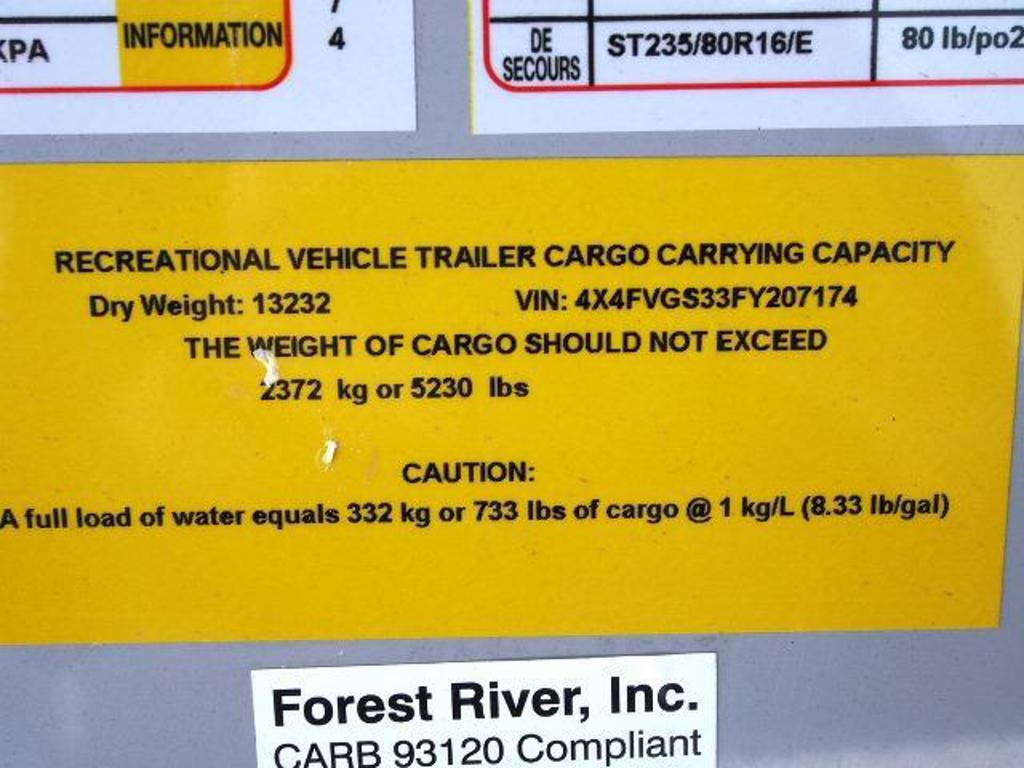 KPA INFORMATION 4
DE SECOURS ST235/80R16/E 80 lb/po2
RECREATIONAL VEHICLE TRAILER CARGO CARRYING CAPACITY
Dry Weight: 13232 VIN: 4X4FVGS33FY207174
THE WEIGHT OF CARGO SHOULD NOT EXCEED
2372 kg or 5230 lbs
CAUTION:
A full load of water equals 332 kg or 733 lbs of cargo @ 1 kg/L (8.33 lb/gal)
Forest River, Inc.
CARB 93120 Compliant